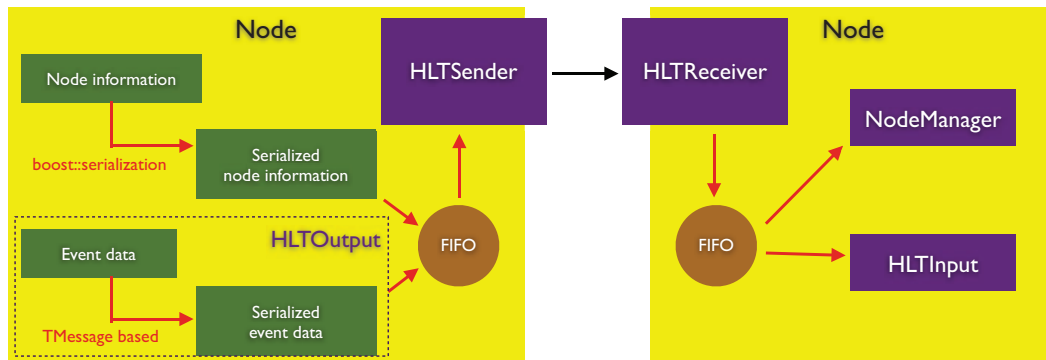 Node
Node information
boost::serialization
Serialized
node information
HLTOutput
Event data
TMessage based
Serialized
event data
FIFO
HLTSender
HLTReceiver
Node
NodeManager
FIFO
HLTInput